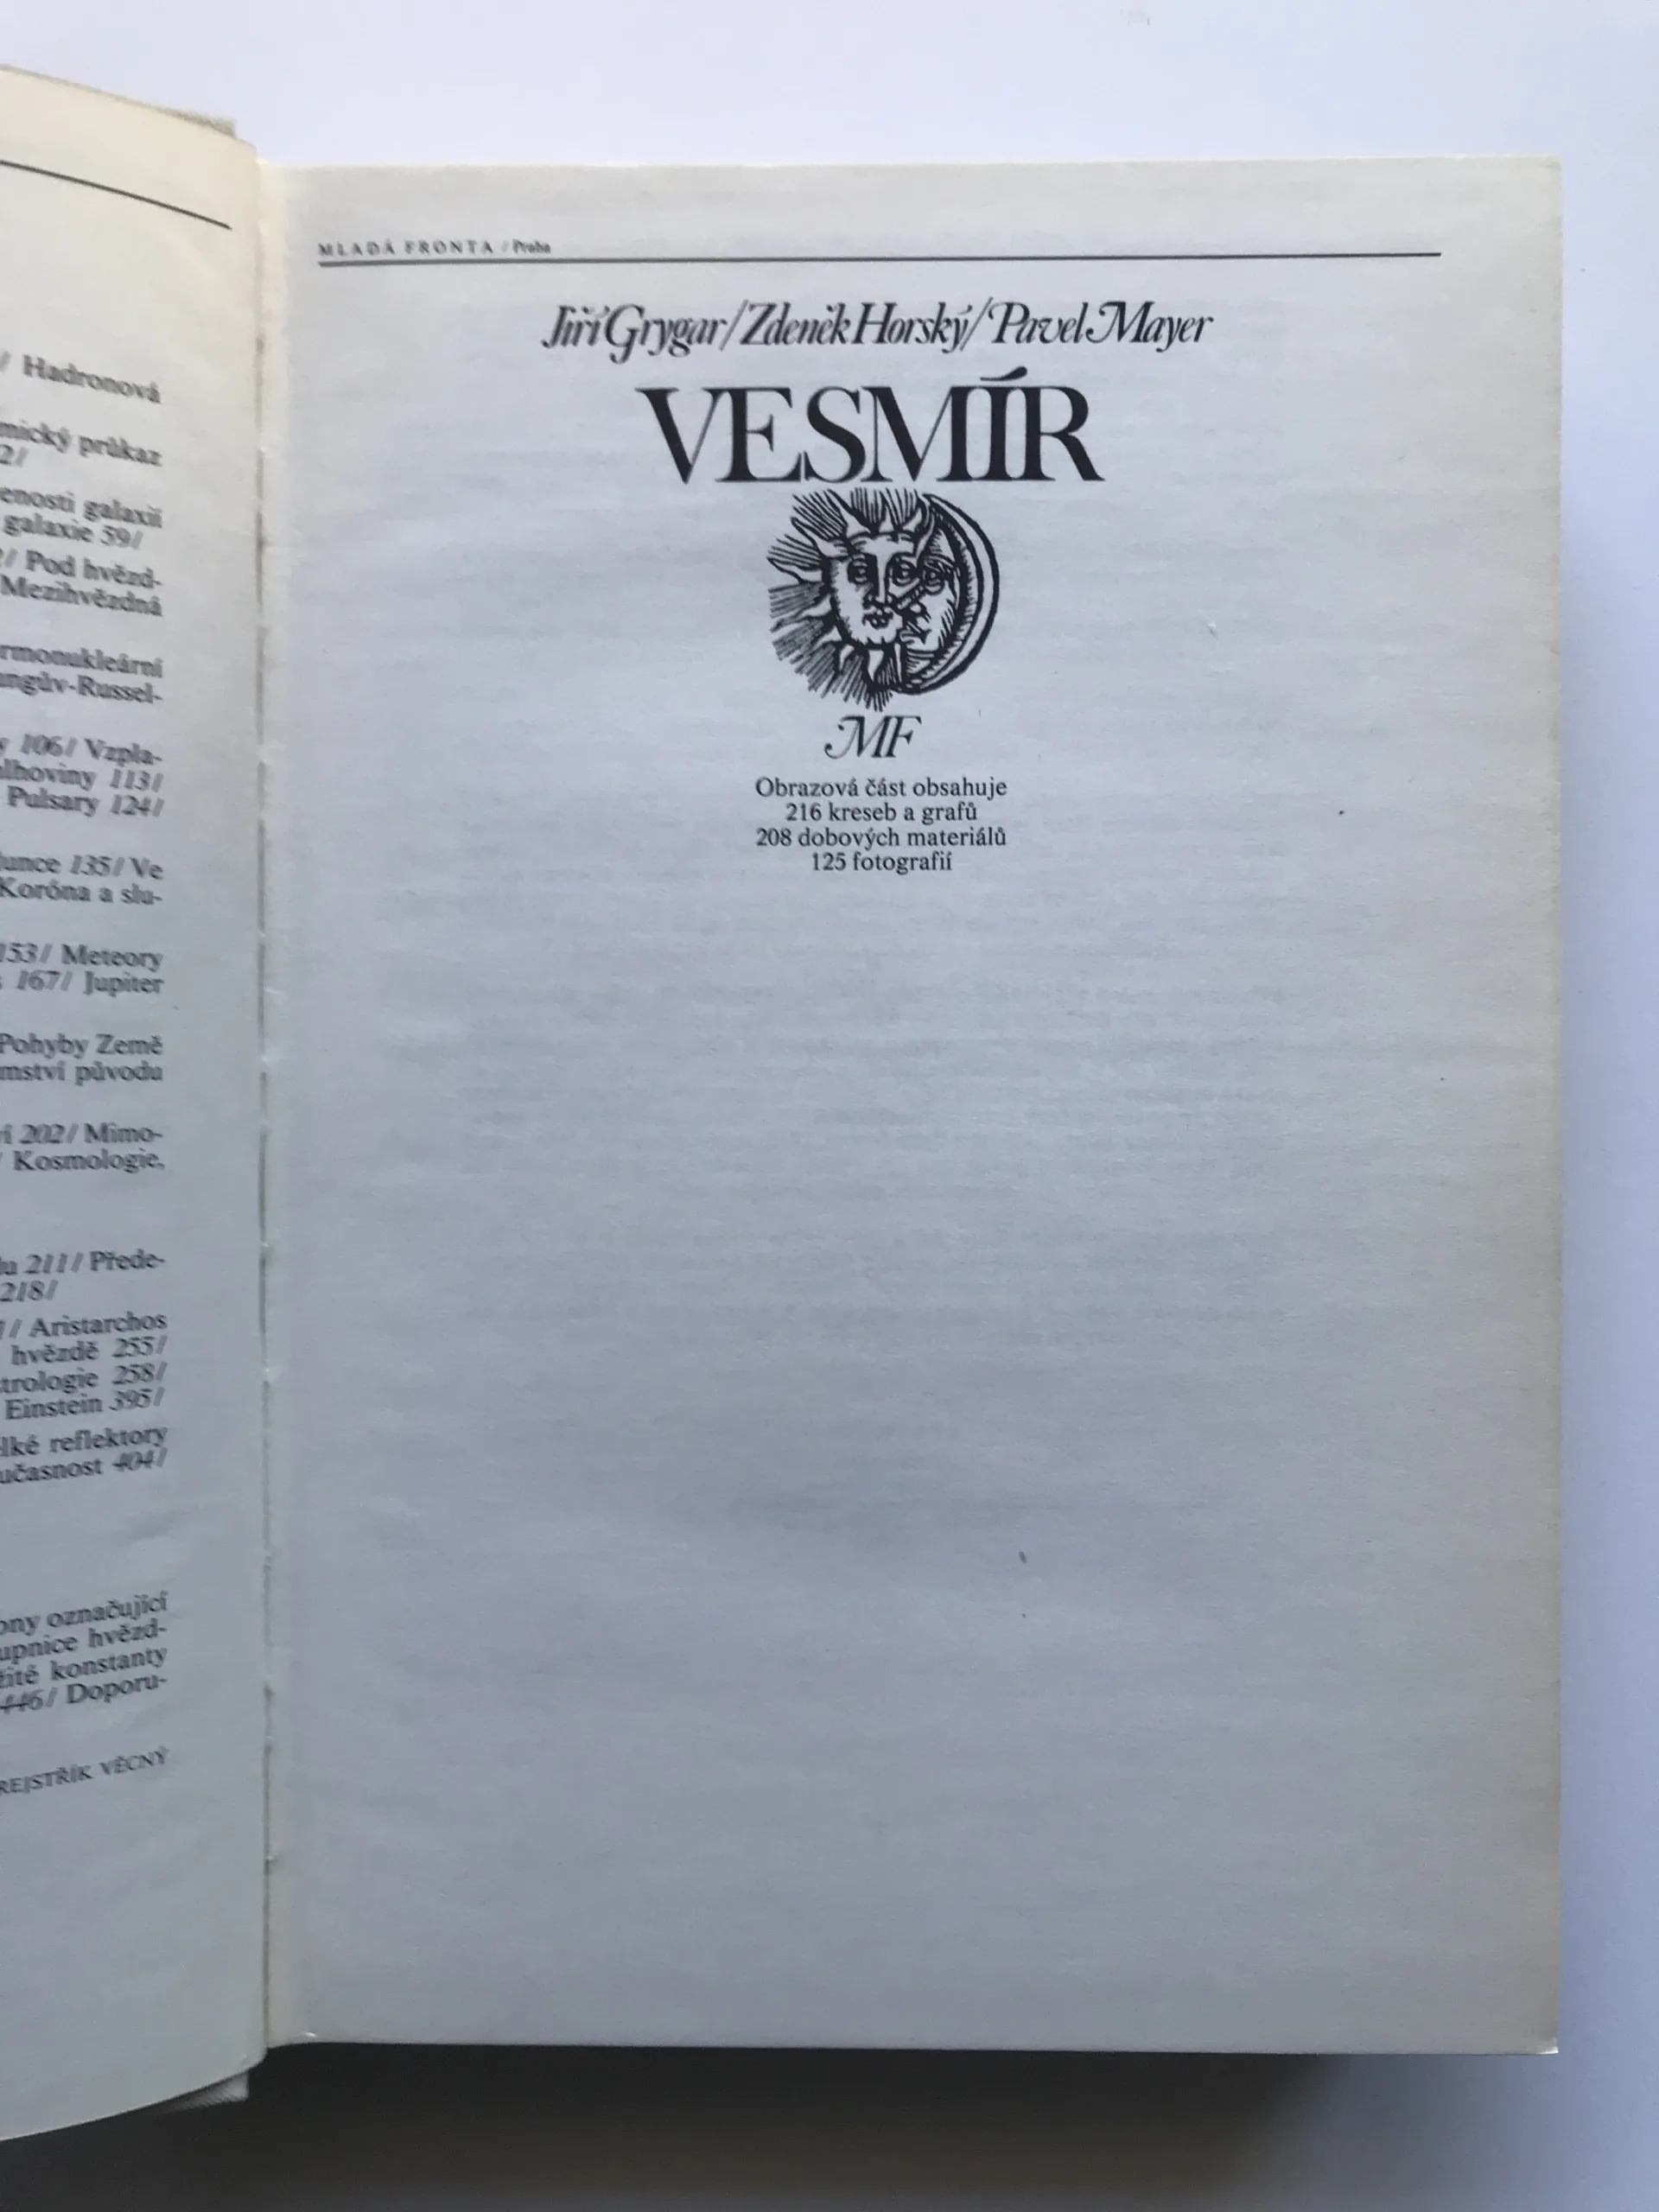 / Hadronová
mický průkaz
2/
enosti galaxií
galaxie 59/
/ Pod hvězd-
Mezihvězdná
rmonukleární
ngův-Russel-
106/ Vzpla-
lhoviny 113/
Pulsary 124/
unce 135/ Ve
Koróna a slu-
153/ Meteory
167/ Jupiter
Pohyby Země
mství původu
í 202/ Mimo-
/ Kosmologie,
lu 211/ Přede-
218/
/ Aristarchos
hvězdě 255/
trologie 258/
Einstein 395/
lké reflektory
učasnost 404/
ony označující
upnice hvězd-
žité konstanty
446/ Doporu-
REJSTŘÍK VĚCNÝ
MLADÁ FRONTA / Praha
Jiří Grygar/Zdeněk Horský/Pavel Mayer
VESMÍR
MF
Obrazová část obsahuje
216 kreseb a grafů
208 dobových materiálů
125 fotografií